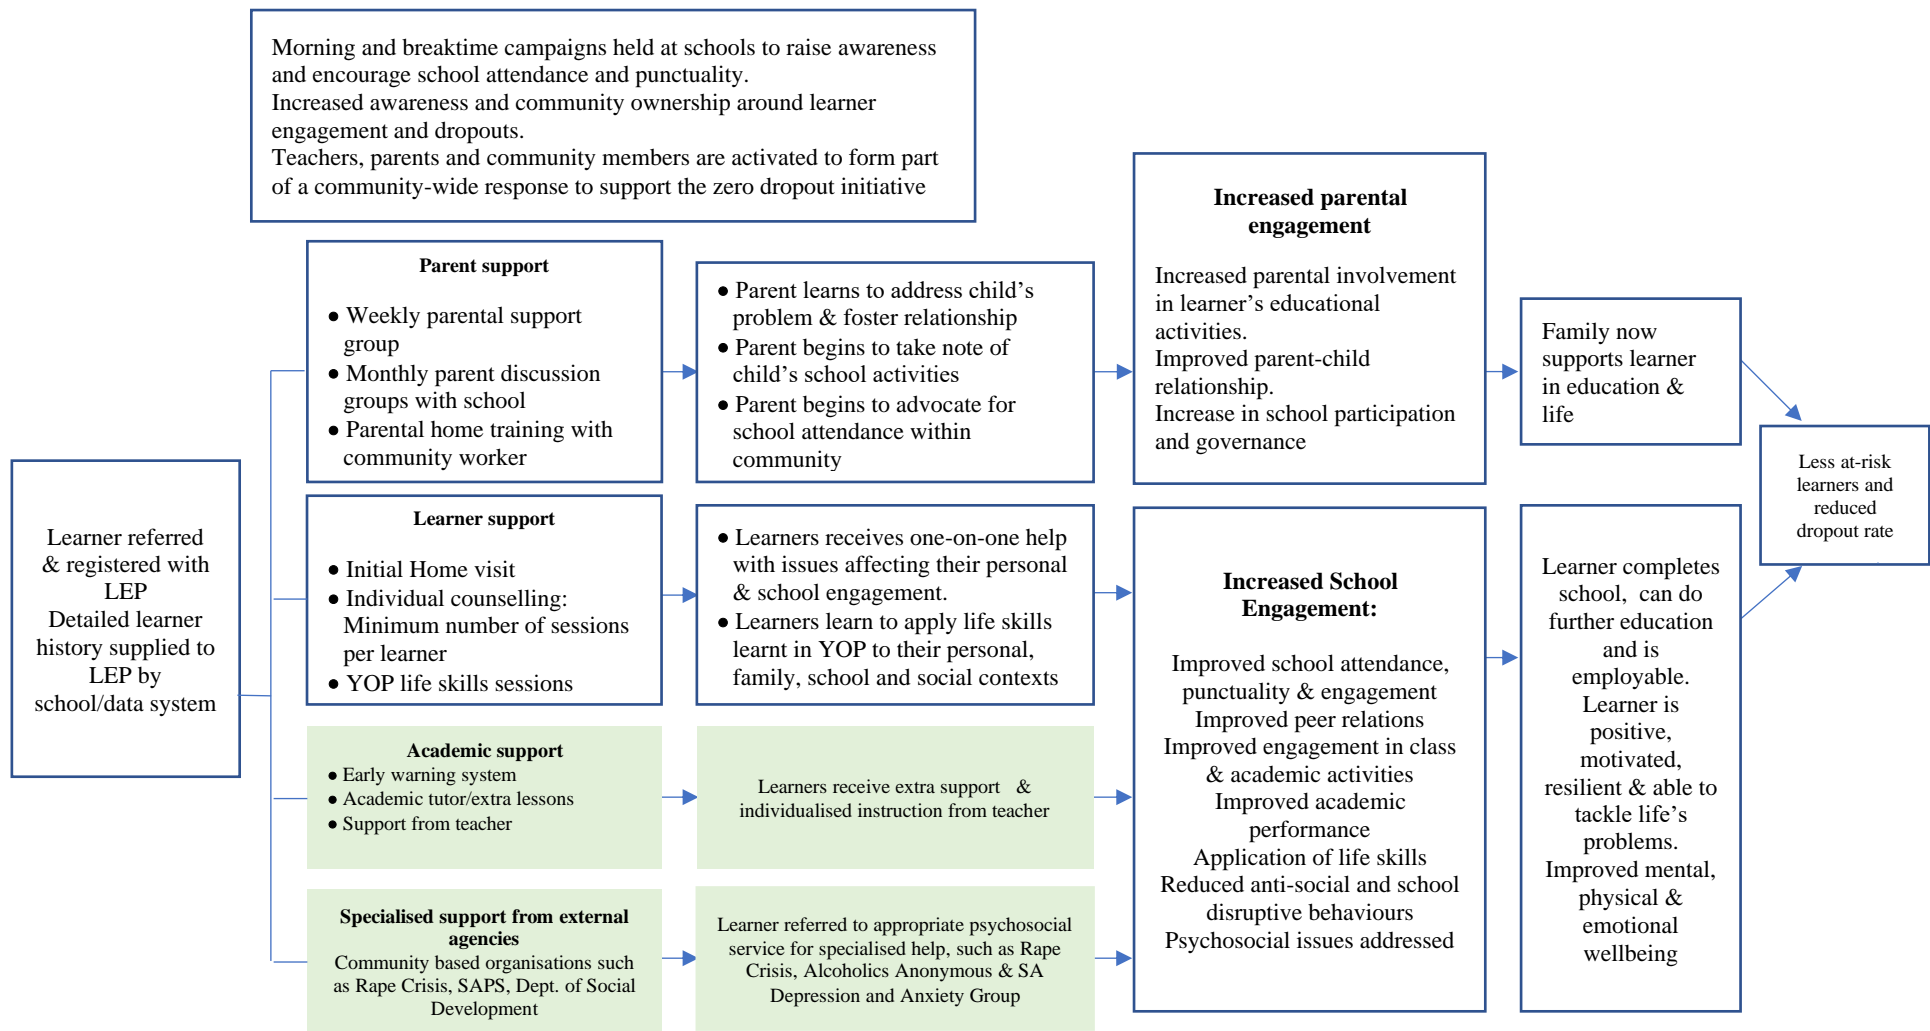 Morning and breaktime campaigns held at schools to raise awareness
and encourage school attendance and punctuality.
Increased awareness and community ownership around learner
engagement and dropouts.
Teachers, parents and community members are activated to form part
of a community-wide response to support the zero dropout initiative
Learner referred
& registered with
LEP
Detailed learner
history supplied to
LEP by
school/data system
Parent support
● Weekly parental support
group
● Monthly parent discussion
groups with school
● Parental home training with
community worker
● Parent learns to address child’s
problem & foster relationship
● Parent begins to take note of
child’s school activities
● Parent begins to advocate for
school attendance within
community
Increased parental
engagement
Increased parental involvement
in learner’s educational
activities.
Improved parent-child
relationship.
Increase in school participation
and governance
Family now
supports learner
in education &
life
Learner support
● Initial Home visit
● Individual counselling:
Minimum number of sessions
per learner
● YOP life skills sessions
● Learners receives one-on-one help
with issues affecting their personal
& school engagement.
● Learners learn to apply life skills
learnt in YOP to their personal,
family, school and social contexts
Academic support
● Early warning system
● Academic tutor/extra lessons
● Support from teacher
Learners receive extra support &
individualised instruction from teacher
Specialised support from external
agencies
Community based organisations such
as Rape Crisis, SAPS, Dept. of Social
Development
Learner referred to appropriate psychosocial
service for specialised help, such as Rape
Crisis, Alcoholics Anonymous & SA
Depression and Anxiety Group
Increased School
Engagement:
Improved school attendance,
punctuality & engagement
Improved peer relations
Improved engagement in class
& academic activities
Improved academic
performance
Application of life skills
Reduced anti-social and school
disruptive behaviours
Psychosocial issues addressed
Learner completes
school, can do
further education
and is
employable.
Learner is
positive,
motivated,
resilient & able to
tackle life’s
problems.
Improved mental,
physical &
emotional
wellbeing
Less at-risk
learners and
reduced
dropout rate